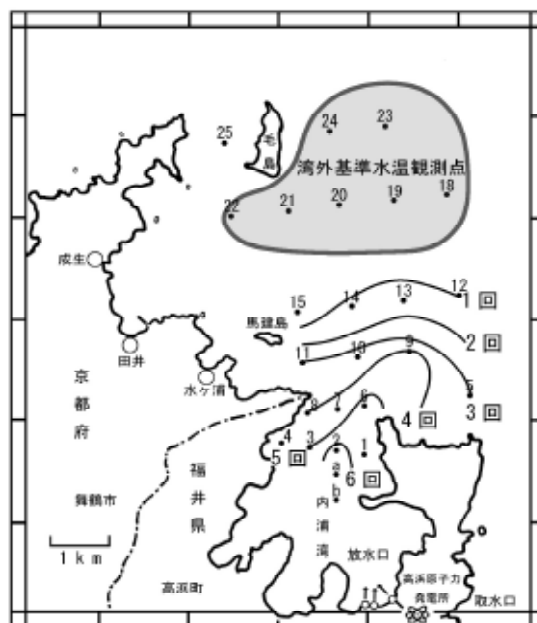 24
23
25
毛島
湾外基準水温観測点
22
21
20
19
18
成生
15
14
13
12
1回
馬建島
2回
田井
11
10
9
水ヶ浦
5
3回
京都府
8
7
6
4回
4
3
2
1
5回
a
6回
b
福井県
内浦湾
舞鶴市
1km
放水口
高浜町
高浜原子力
発電所
取水口